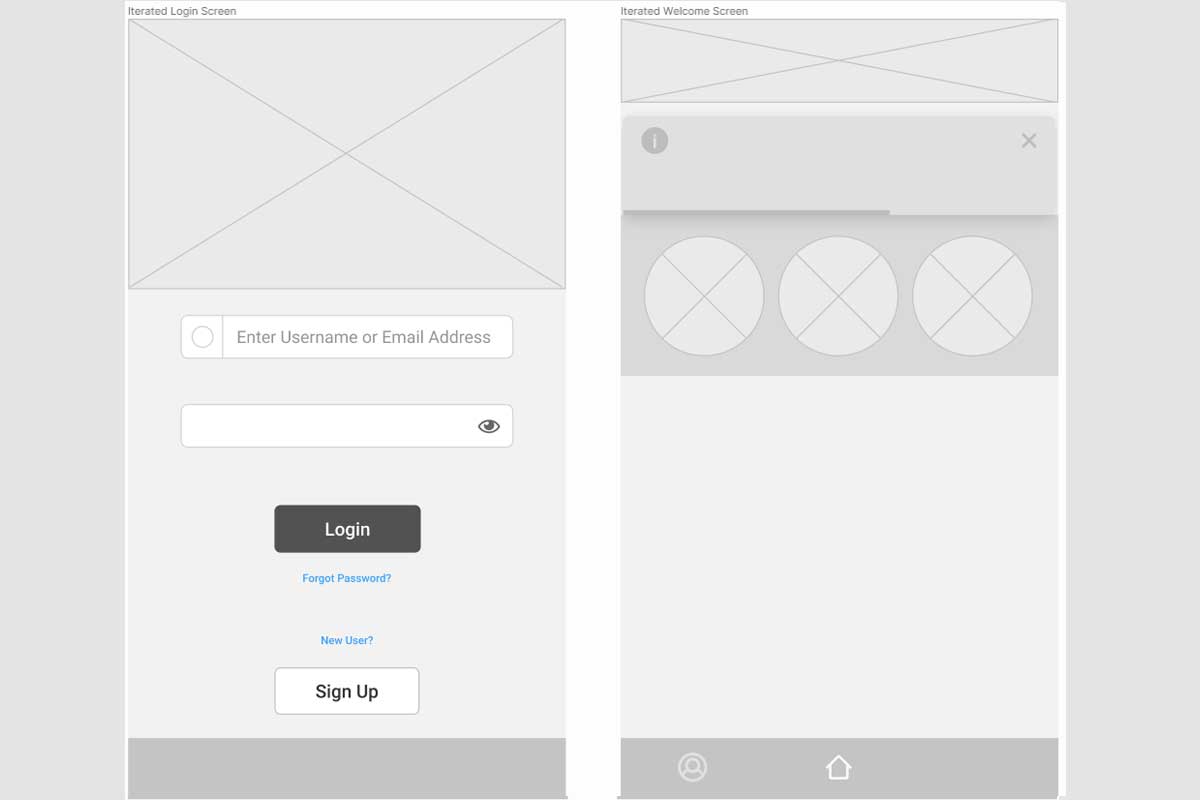 Iterated Login Screen
Enter Username or Email Address
Login
Forgot Password?
New User?
Sign Up
Iterated Welcome Screen
i